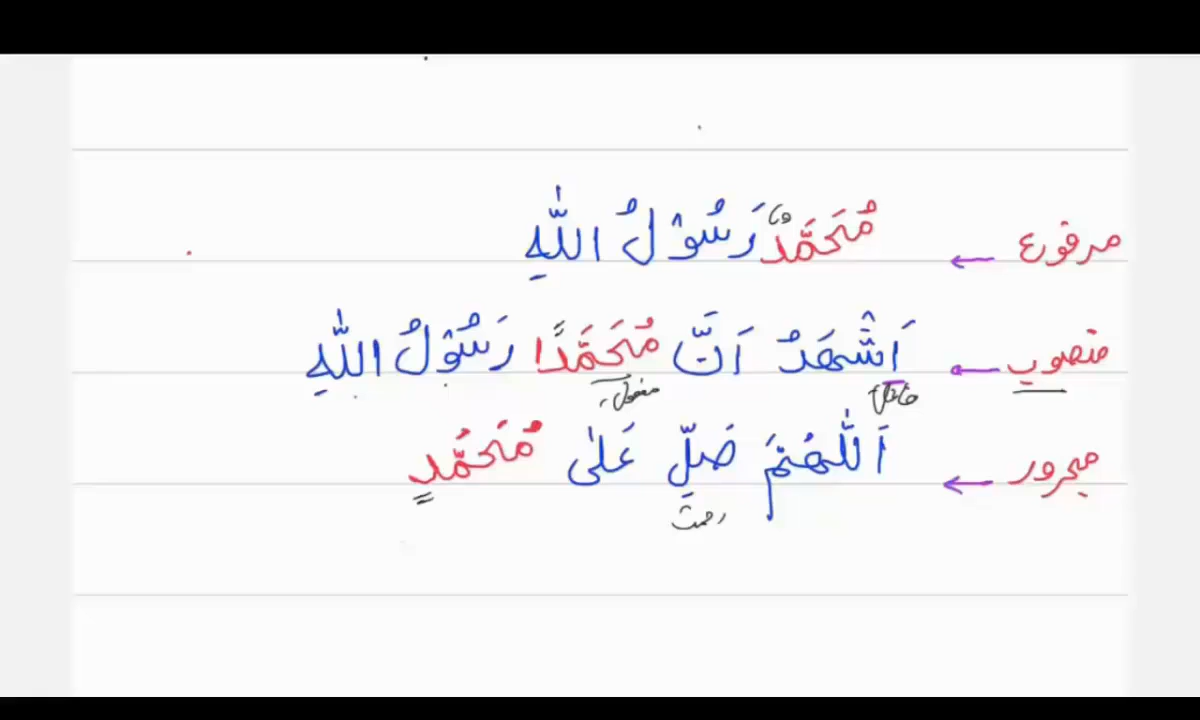 مرفوع ← مُحَمَّدٌ رَسُوْلُ اللّٰهِ
منصوب ← اَشْهَدُ اَنَّ مُحَمَّدًا رَسُوْلُ اللّٰهِ
فاعل مفعول
مجرور ← اَللّٰهُمَّ صَلِّ عَلٰى مُحَمَّدٍ
رحمت